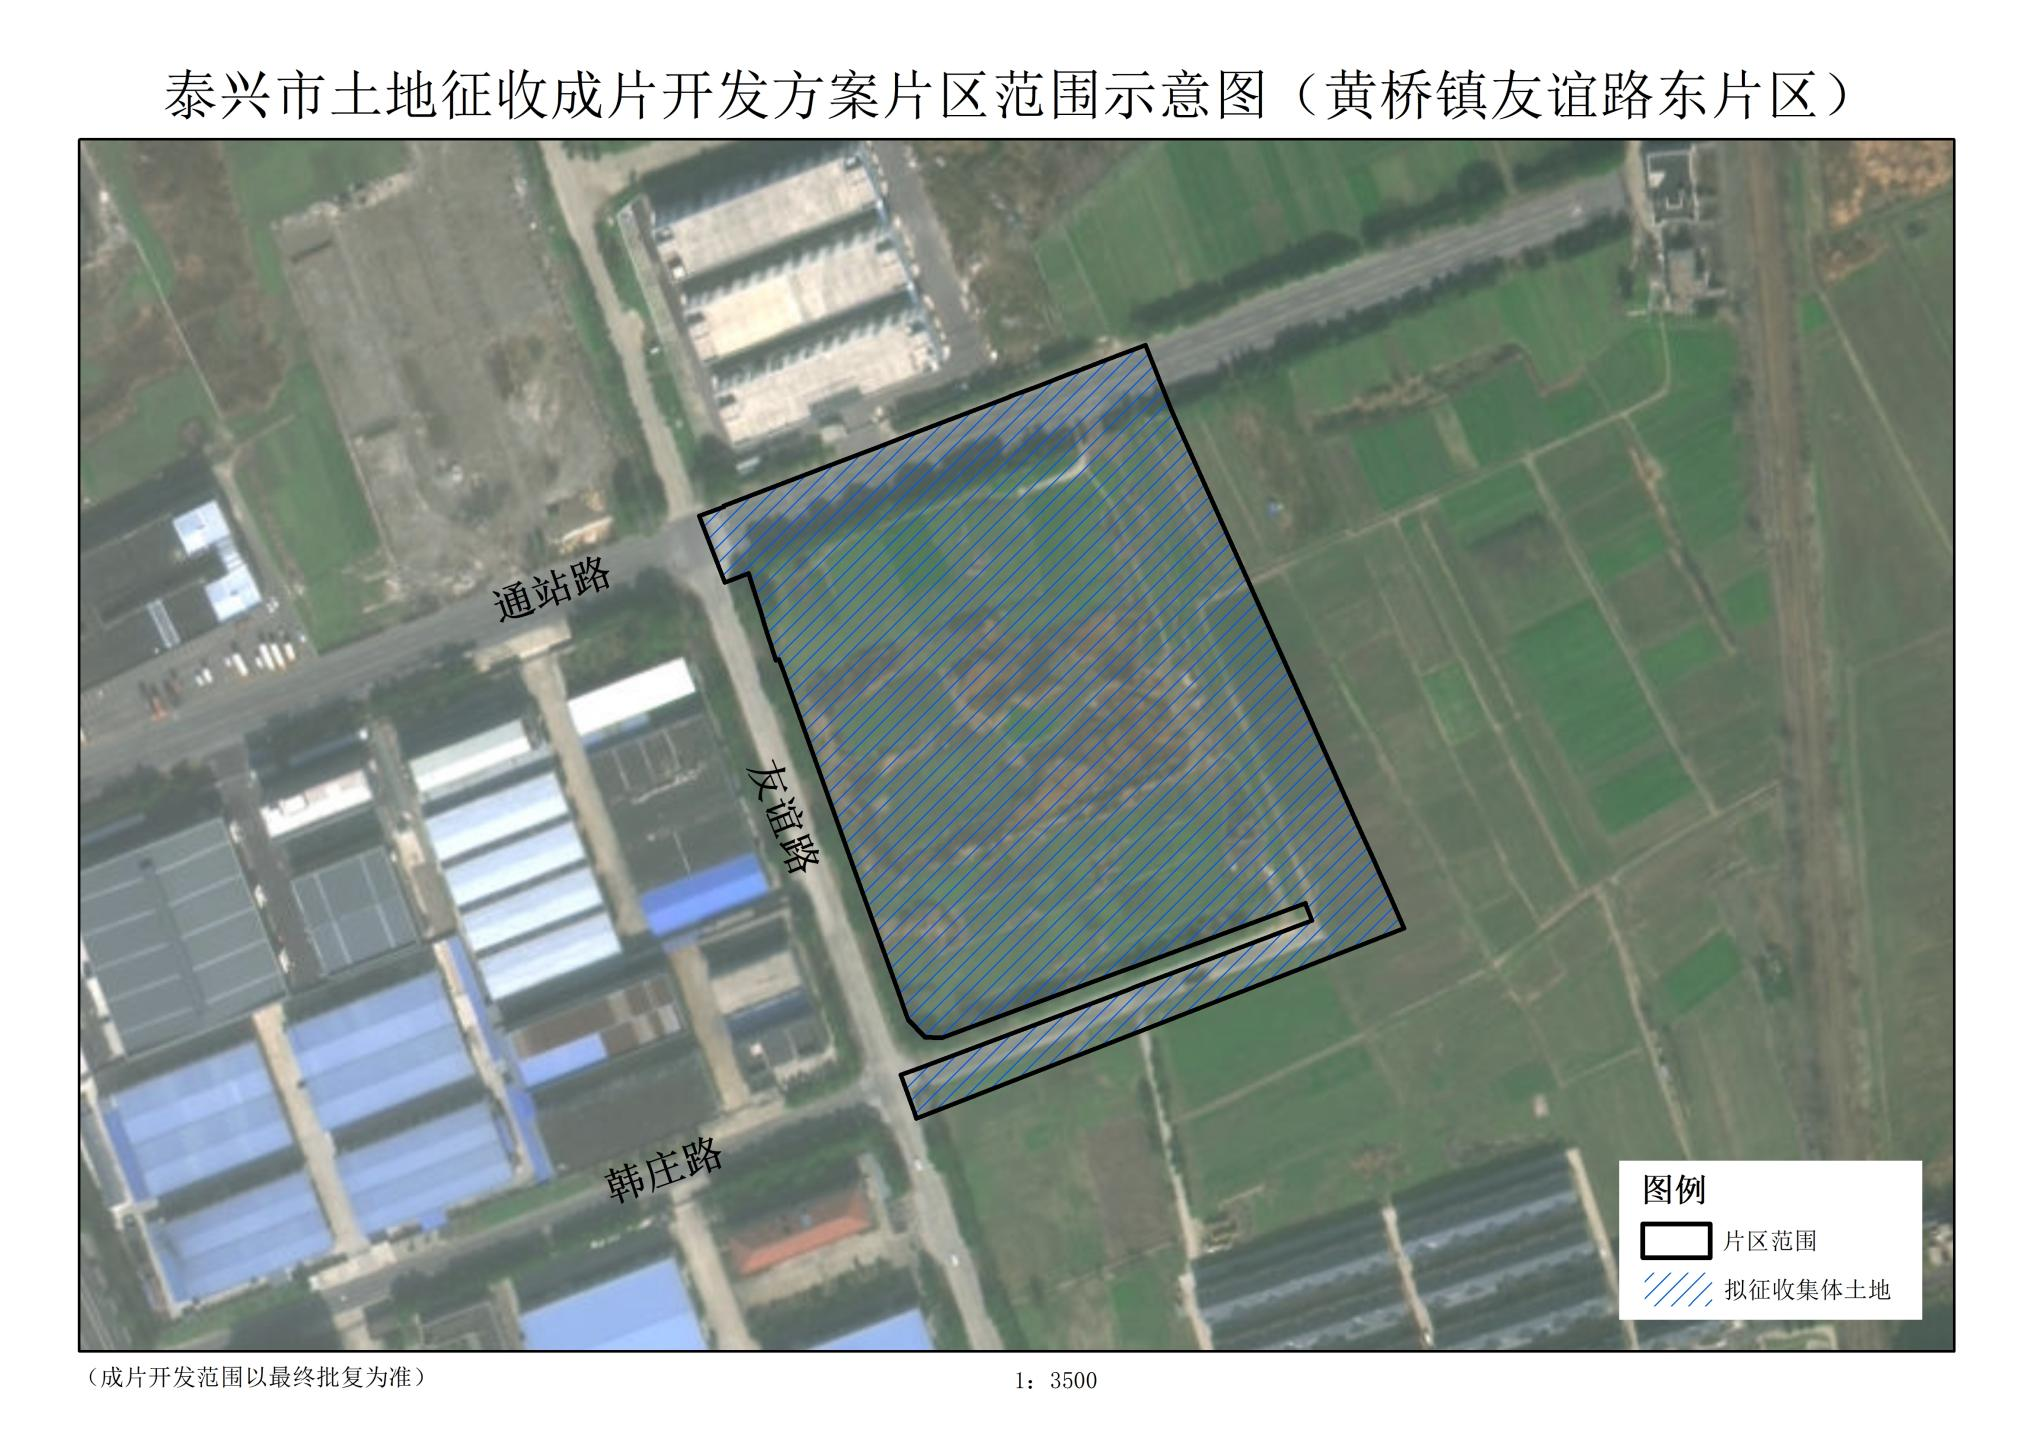 泰兴市土地征收成片开发方案片区范围示意图（黄桥镇友谊路东片区）
通站路
友谊路
韩庄路
图例
片区范围
拟征收集体土地
（成片开发范围以最终批复为准）
1：3500